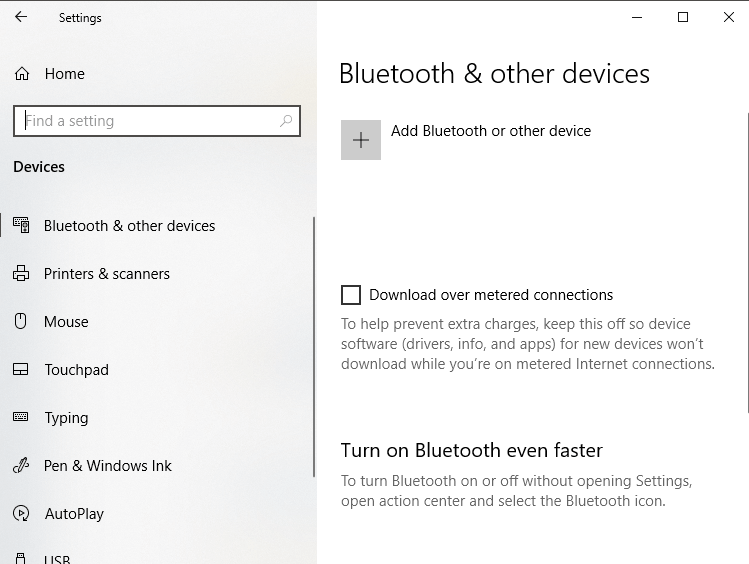 Settings
Home
Find a setting
Devices
Bluetooth & other devices
Printers & scanners
Mouse
Touchpad
Typing
Pen & Windows Ink
AutoPlay
USB
Bluetooth & other devices
Add Bluetooth or other device
Download over metered connections
To help prevent extra charges, keep this off so device
software (drivers, info, and apps) for new devices won’t
download while you’re on metered Internet connections.
Turn on Bluetooth even faster
To turn Bluetooth on or off without opening Settings,
open action center and select the Bluetooth icon.